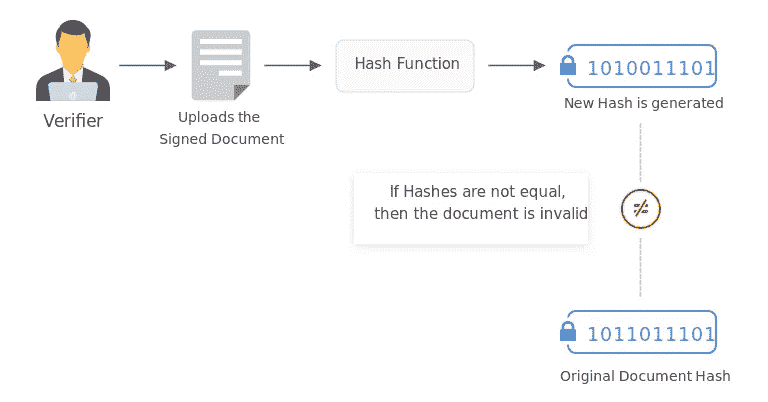 Verifier
Uploads the
Signed Document
Hash Function
1010011101
New Hash is generated
If Hashes are not equal,
then the document is invalid
≠
1011011101
Original Document Hash